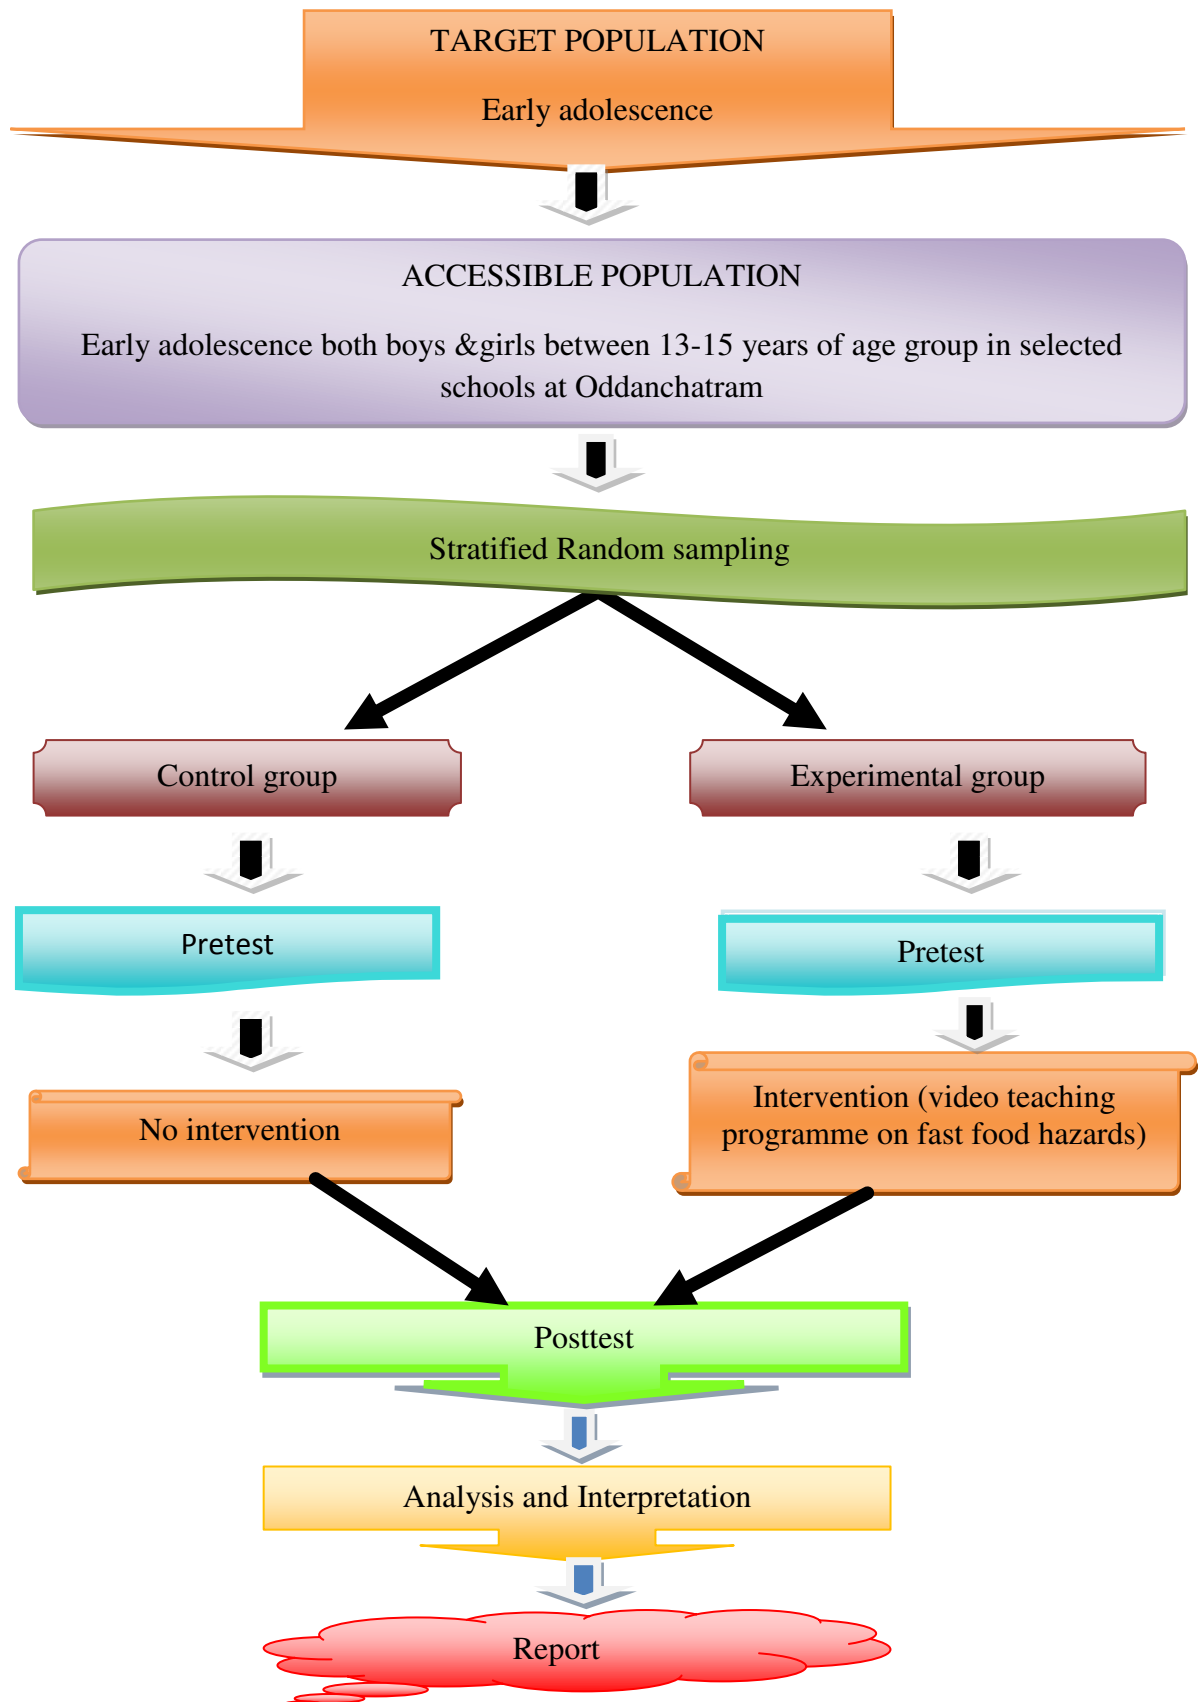 TARGET POPULATION
Early adolescence
ACCESSIBLE POPULATION
Early adolescence both boys &girls between 13-15 years of age group in selected
schools at Oddanchatram
Stratified Random sampling
Control group
Experimental group
Pretest
Pretest
No intervention
Intervention (video teaching
programme on fast food hazards)
Posttest
Analysis and Interpretation
Report